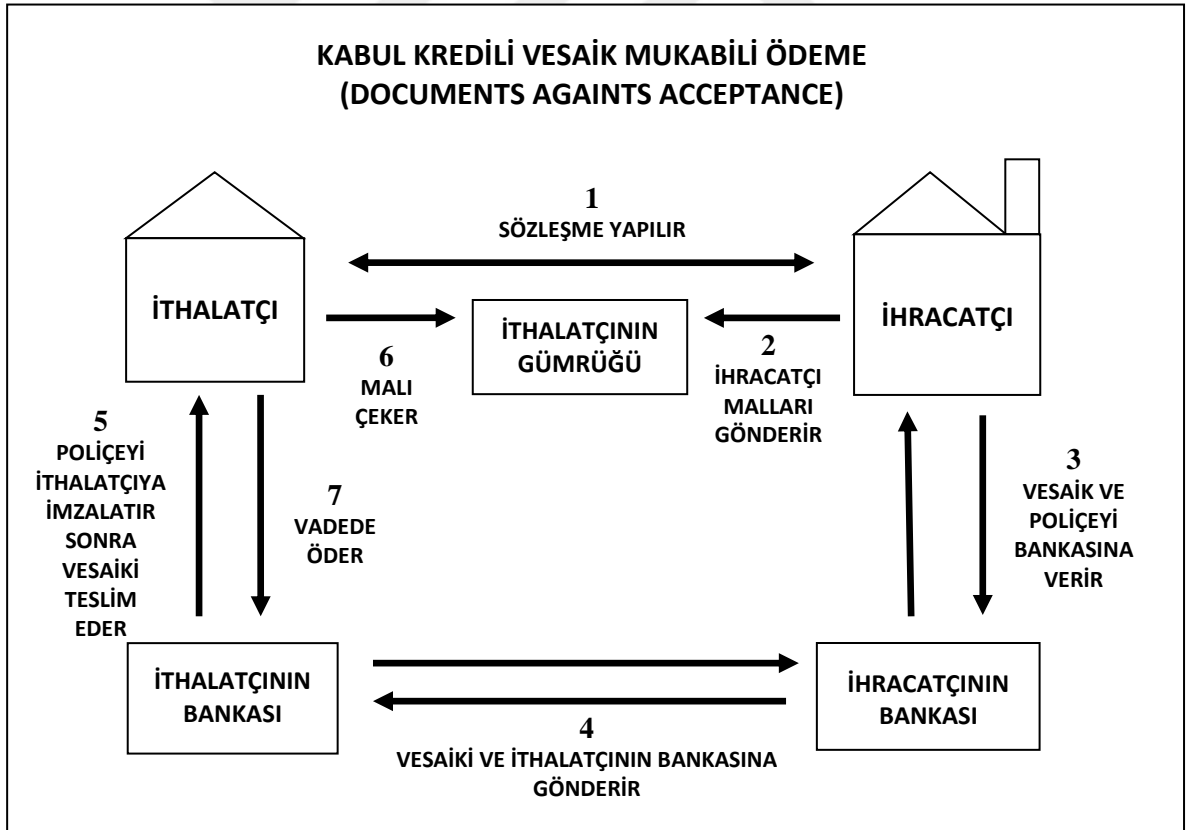 KABUL KREDİLİ VESAİK MUKABİLİ ÖDEME
(DOCUMENTS AGAINTS ACCEPTANCE)
1
SÖZLEŞME YAPILIR
İTHALATÇI
İTHALATÇININ
GÜMRÜĞÜ
İHRACATÇI
6
MALI
ÇEKER
2
İHRACATÇI
MALLARI
GÖNDERİR
5
POLİÇEYİ
İTHALATÇIYA
İMZALATIR
SONRA
VESAİKİ
TESLİM
EDER
7
VADEDE
ÖDER
3
VESAİK VE
POLİÇEYİ
BANKASINA
VERİR
İTHALATÇININ
BANKASI
İHRACATÇININ
BANKASI
4
VESAİKİ VE İTHALATÇININ BANKASINA
GÖNDERİR